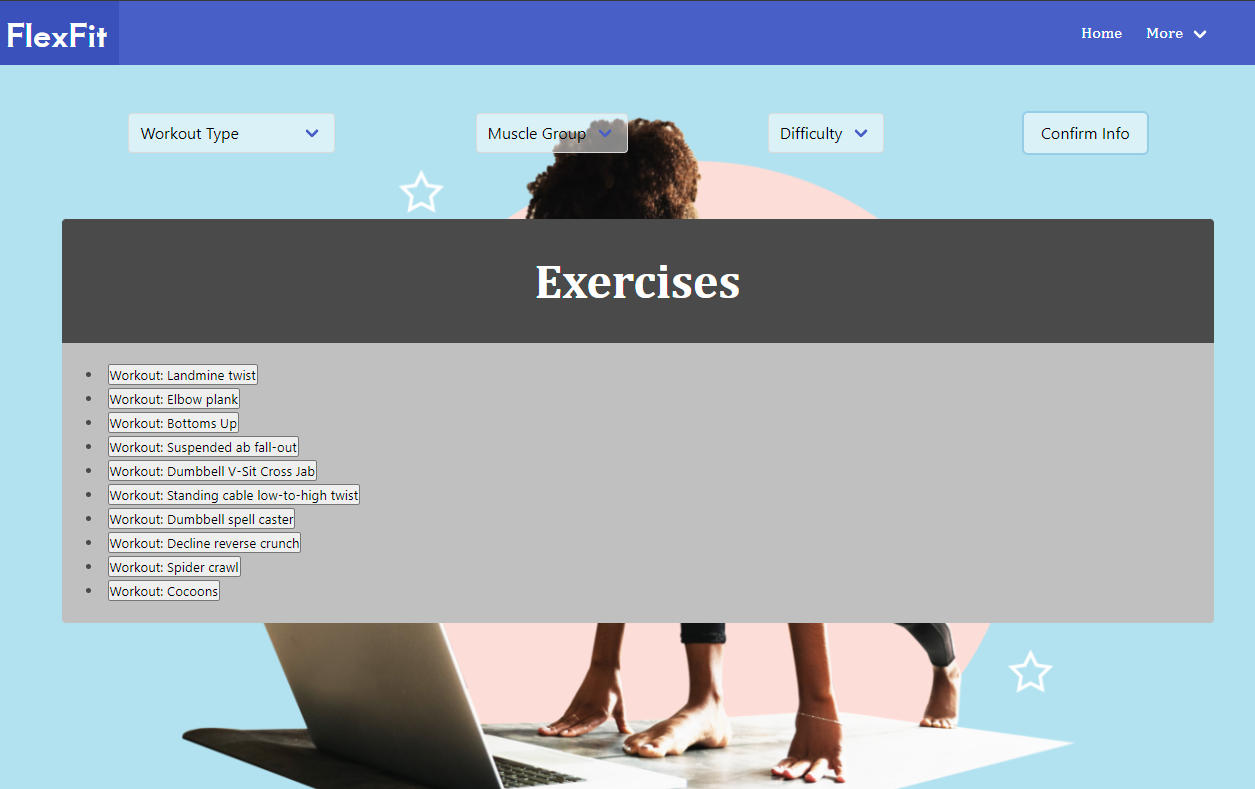 FlexFit
Home More
Workout Type Muscle Group Difficulty Confirm Info
Exercises
Workout: Landmine twist
Workout: Elbow plank
Workout: Bottoms Up
Workout: Suspended ab fall-out
Workout: Dumbbell V-Sit Cross Jab
Workout: Standing cable low-to-high twist
Workout: Dumbbell spell caster
Workout: Decline reverse crunch
Workout: Spider crawl
Workout: Cocoons